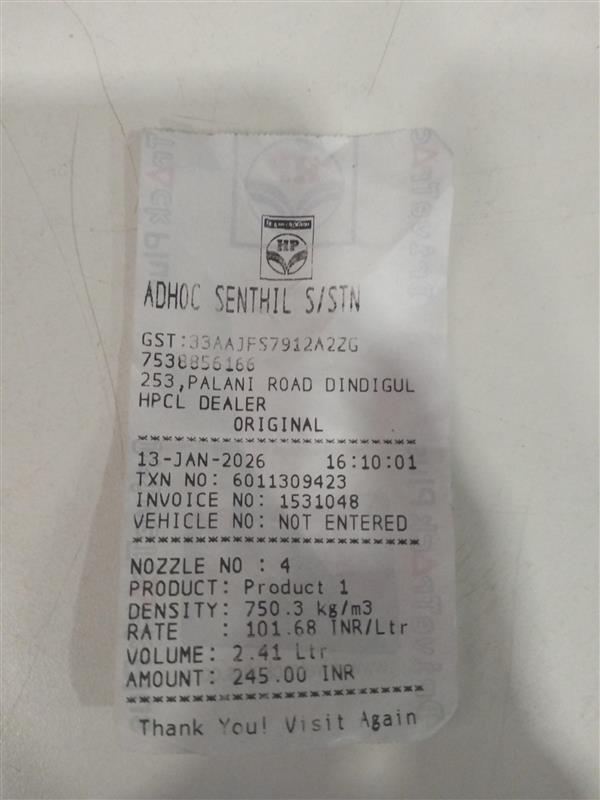 HP
ADHOC SENTHIL S/STN
GST:33AAJFS7912A2ZG
7538856166
253,PALANI ROAD DINDIGUL
HPCL DEALER
ORIGINAL
13-JAN-2026 16:10:01
TXN NO: 6011309423
INVOICE NO: 1531048
VEHICLE NO: NOT ENTERED
NOZZLE NO : 4
PRODUCT: Product 1
DENSITY: 750.3 kg/m3
RATE : 101.68 INR/Ltr
VOLUME: 2.41 Ltr
AMOUNT: 245.00 INR
Thank You! Visit Again